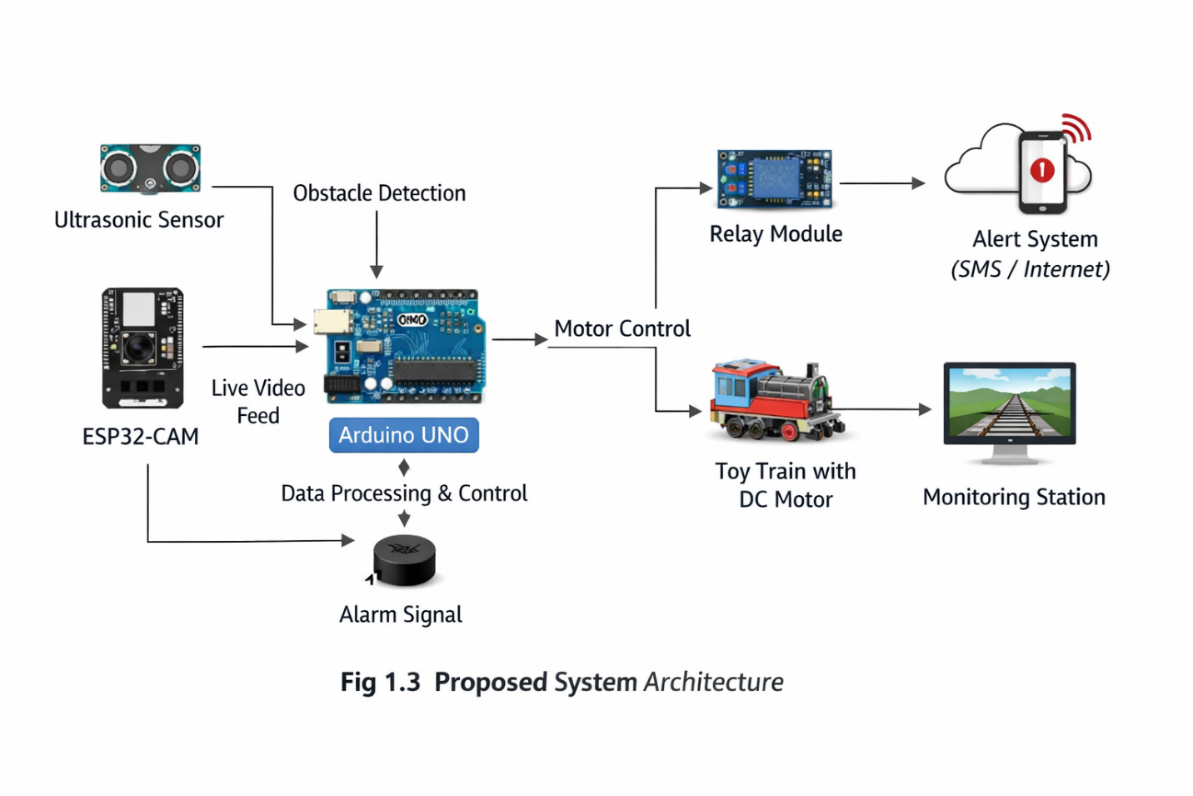 Ultrasonic Sensor
Obstacle Detection
Relay Module
Alert System
(SMS / Internet)
ESP32-CAM
Live Video
Feed
Arduino UNO
Motor Control
Data Processing & Control
Toy Train with
DC Motor
Monitoring Station
Alarm Signal
Fig 1.3 Proposed System Architecture